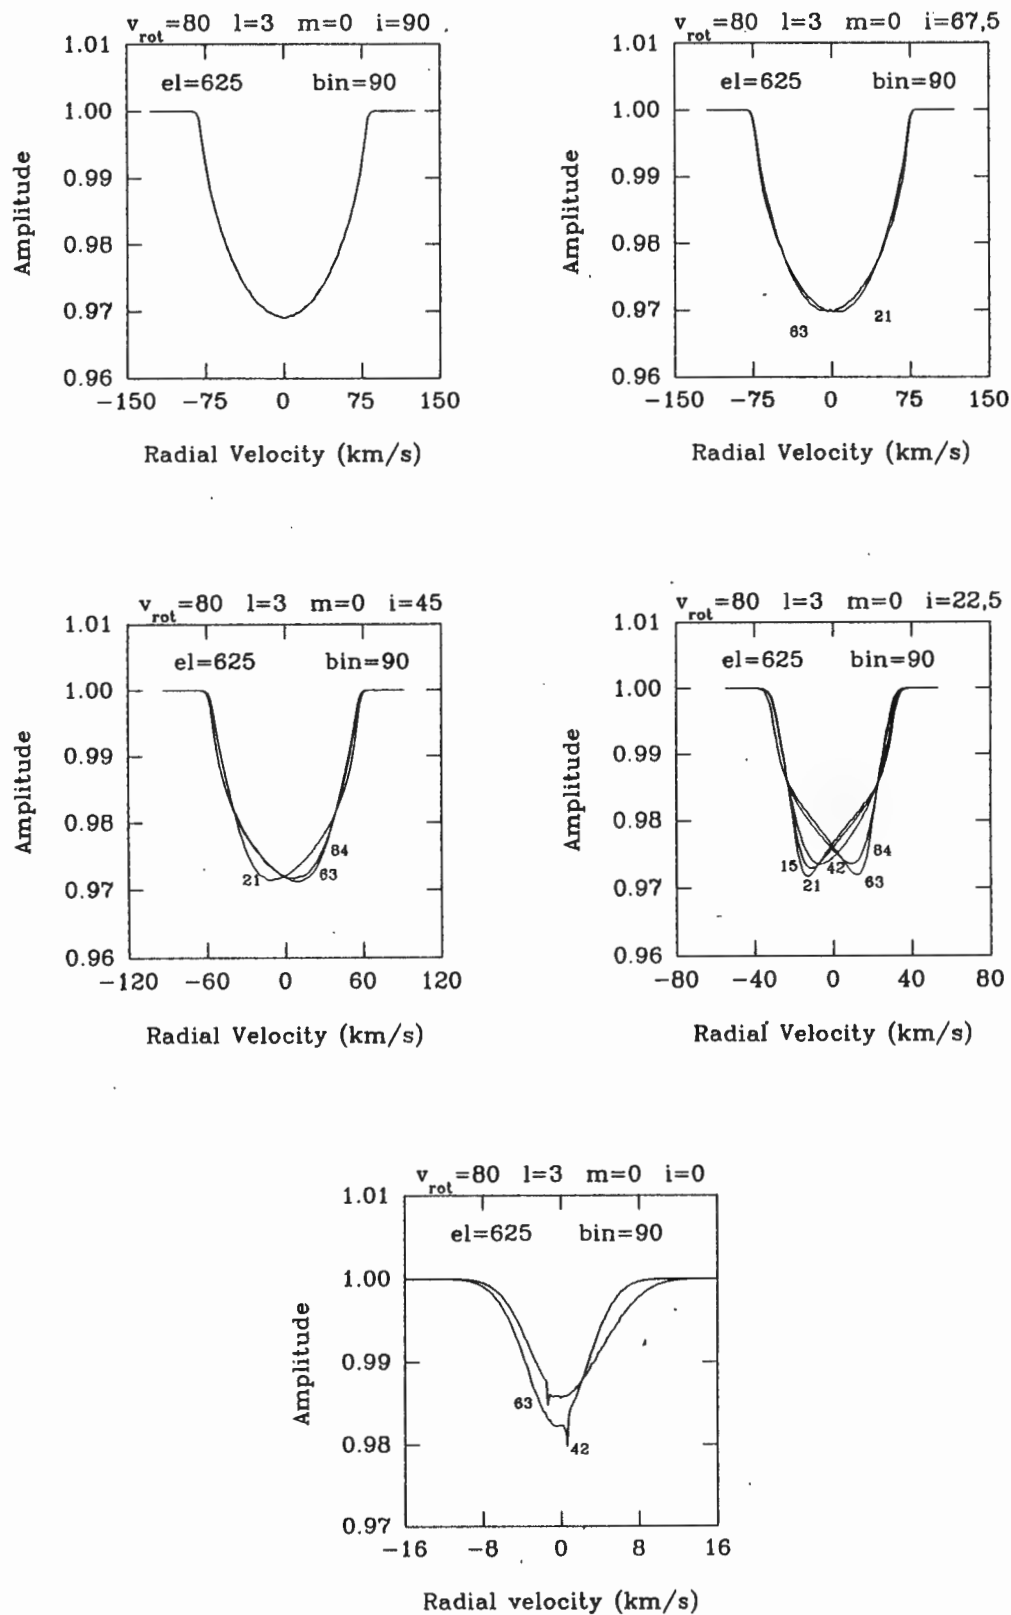 v_rot=80 l=3 m=0 i=90
1.01
el=625 bin=90
1.00
0.99
0.98
0.97
0.96
Amplitude
−150 −75 0 75 150
Radial Velocity (km/s)
v_rot=80 l=3 m=0 i=67,5
1.01
el=625 bin=90
1.00
0.99
0.98
0.97
0.96
Amplitude
63
21
−150 −75 0 75 150
Radial Velocity (km/s)
v_rot=80 l=3 m=0 i=45
1.01
el=625 bin=90
1.00
0.99
0.98
0.97
0.96
Amplitude
84
21
63
−120 −60 0 60 120
Radial Velocity (km/s)
v_rot=80 l=3 m=0 i=22,5
1.01
el=625 bin=90
1.00
0.99
0.98
0.97
0.96
Amplitude
15
42
84
21
63
−80 −40 0 40 80
Radial Velocity (km/s)
v_rot=80 l=3 m=0 i=0
1.01
el=625 bin=90
1.00
0.99
0.98
0.97
Amplitude
63
42
−16 −8 0 8 16
Radial velocity (km/s)